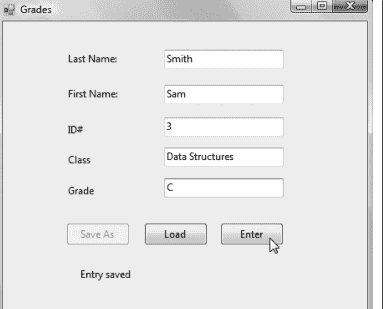 Grades
Last Name: Smith
First Name: Sam
ID# 3
Class Data Structures
Grade C
Save As Load Enter
Entry saved